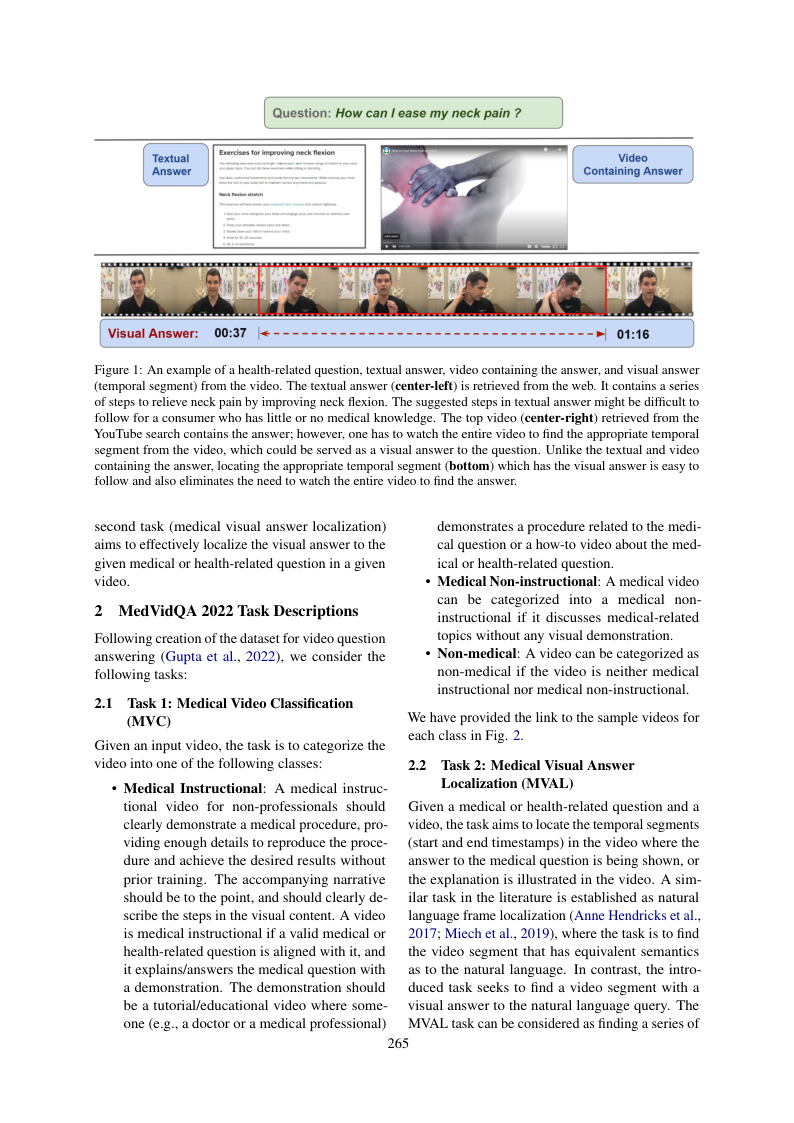 Question: How can I ease my neck pain ?
Textual
Answer
Exercises for improving neck flexion
Neck flexion stretch
Video
Containing Answer
Visual Answer: 00:37
01:16
Figure 1: An example of a health-related question, textual answer, video containing the answer, and visual answer
(temporal segment) from the video. The textual answer (center-left) is retrieved from the web. It contains a series
of steps to relieve neck pain by improving neck flexion. The suggested steps in textual answer might be difficult to
follow for a consumer who has little or no medical knowledge. The top video (center-right) retrieved from the
YouTube search contains the answer; however, one has to watch the entire video to find the appropriate temporal
segment from the video, which could be served as a visual answer to the question. Unlike the textual and video
containing the answer, locating the appropriate temporal segment (bottom) which has the visual answer is easy to
follow and also eliminates the need to watch the entire video to find the answer.
second task (medical visual answer localization)
aims to effectively localize the visual answer to the
given medical or health-related question in a given
video.
2 MedVidQA 2022 Task Descriptions
Following creation of the dataset for video question
answering (Gupta et al., 2022), we consider the
following tasks:
2.1 Task 1: Medical Video Classification
(MVC)
Given an input video, the task is to categorize the
video into one of the following classes:
• Medical Instructional: A medical instruc-
tional video for non-professionals should
clearly demonstrate a medical procedure, pro-
viding enough details to reproduce the proce-
dure and achieve the desired results without
prior training. The accompanying narrative
should be to the point, and should clearly de-
scribe the steps in the visual content. A video
is medical instructional if a valid medical or
health-related question is aligned with it, and
it explains/answers the medical question with
a demonstration. The demonstration should
be a tutorial/educational video where some-
one (e.g., a doctor or a medical professional)
demonstrates a procedure related to the medi-
cal question or a how-to video about the med-
ical or health-related question.
• Medical Non-instructional: A medical video
can be categorized into a medical non-
instructional if it discusses medical-related
topics without any visual demonstration.
• Non-medical: A video can be categorized as
non-medical if the video is neither medical
instructional nor medical non-instructional.
We have provided the link to the sample videos for
each class in Fig. 2.
2.2 Task 2: Medical Visual Answer
Localization (MVAL)
Given a medical or health-related question and a
video, the task aims to locate the temporal segments
(start and end timestamps) in the video where the
answer to the medical question is being shown, or
the explanation is illustrated in the video. A sim-
ilar task in the literature is established as natural
language frame localization (Anne Hendricks et al.,
2017; Miech et al., 2019), where the task is to find
the video segment that has equivalent semantics
as to the natural language. In contrast, the intro-
duced task seeks to find a video segment with a
visual answer to the natural language query. The
MVAL task can be considered as finding a series of
265